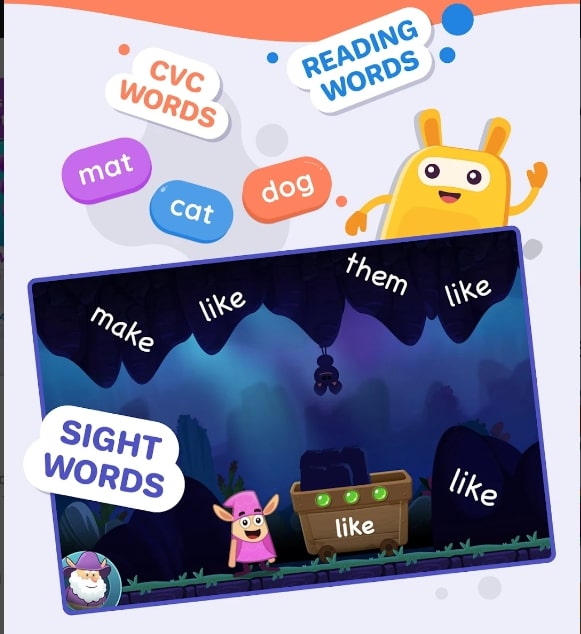 CVC
WORDS
READING
WORDS
mat
cat
dog
make
like
them
like
SIGHT
WORDS
like
like